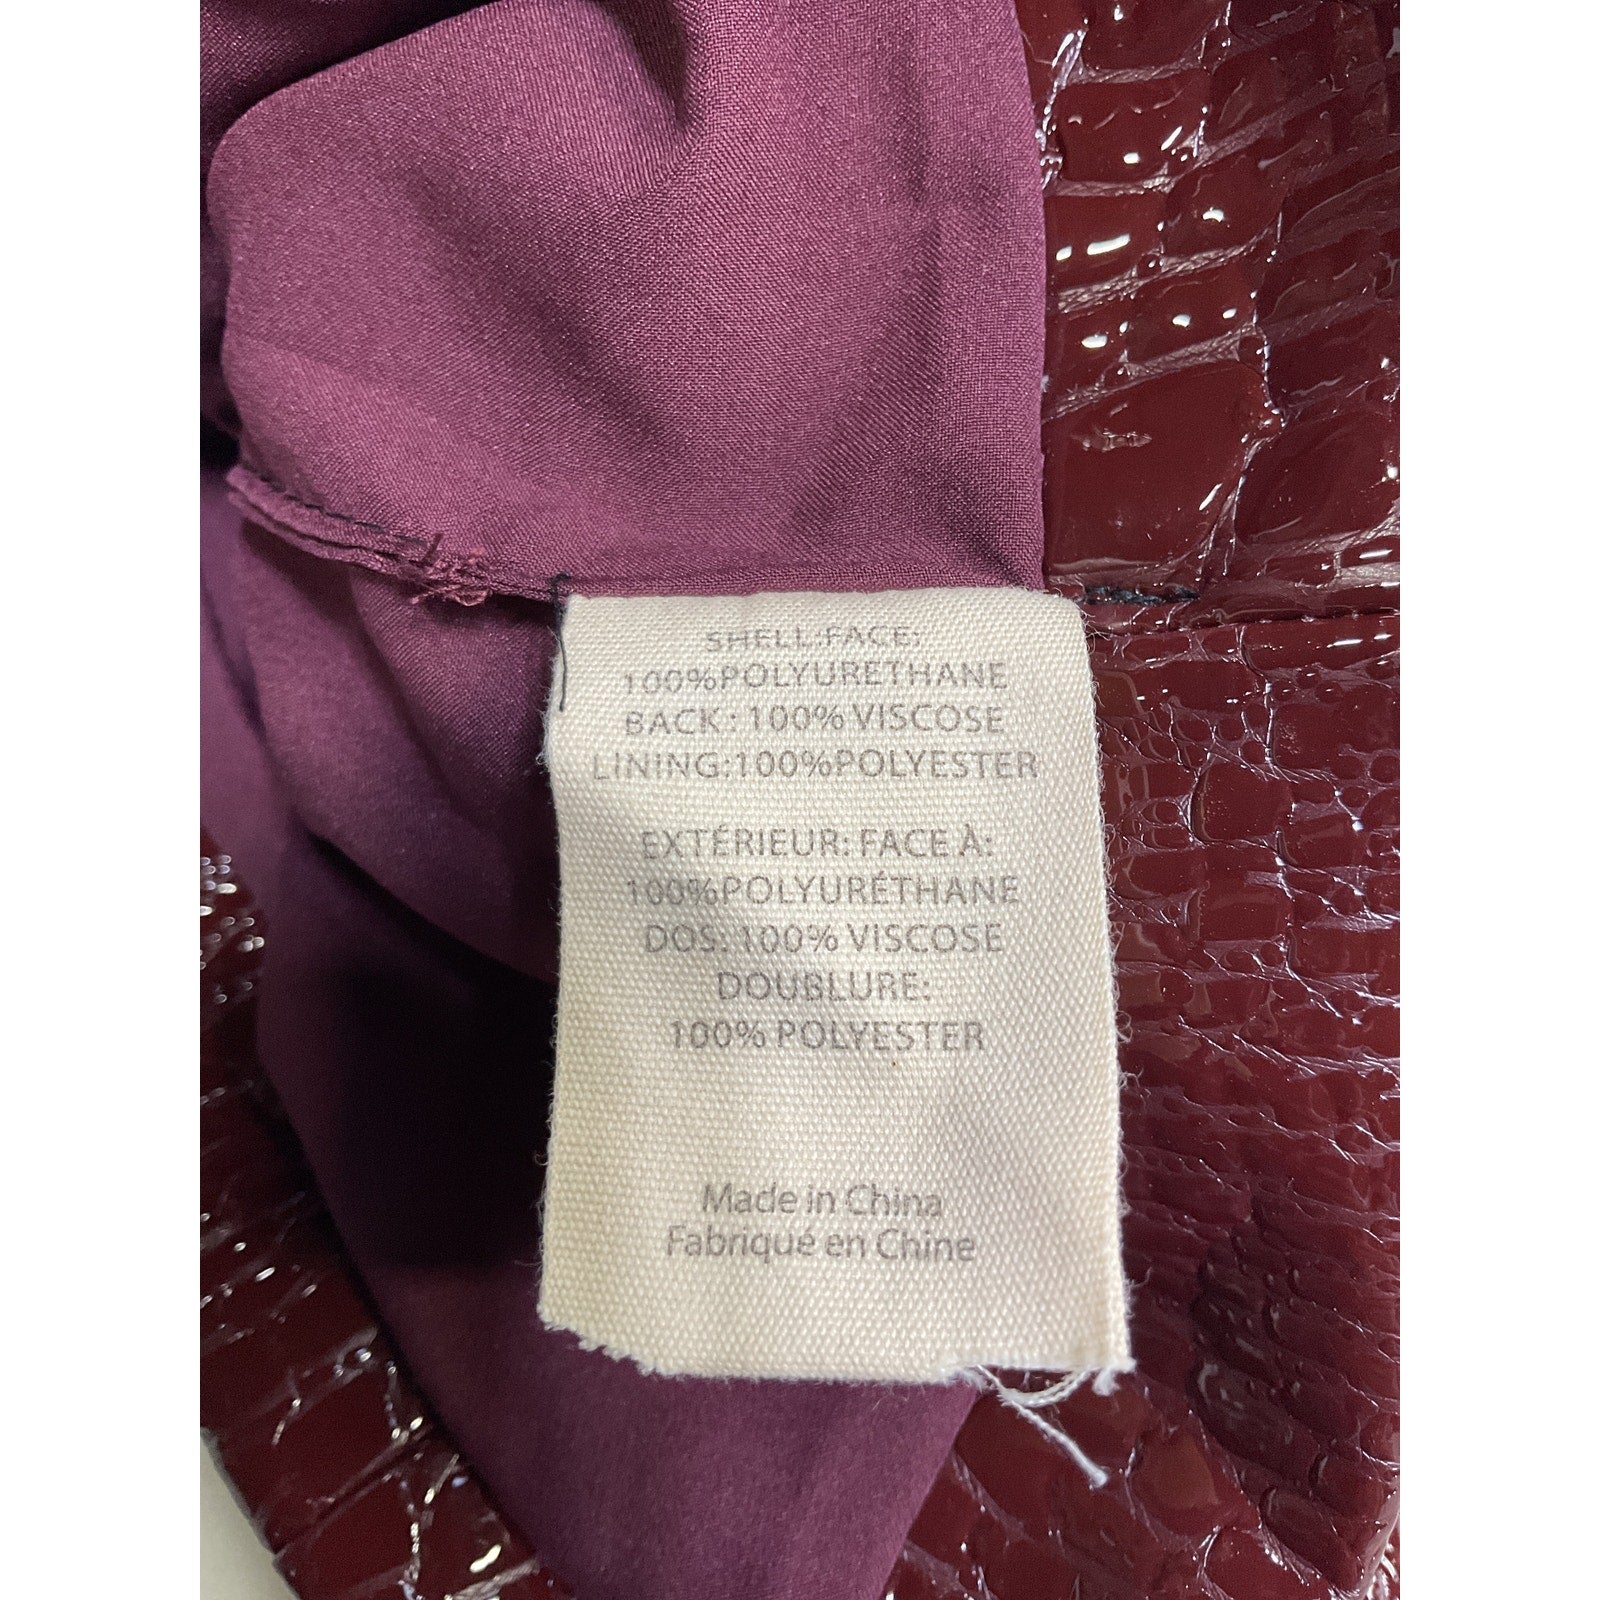 SHELL:FACE:
100%POLYURETHANE
BACK: 100% VISCOSE
LINING:100%POLYESTER
EXTÉRIEUR: FACE À:
100%POLYURÉTHANE
DOS: 100% VISCOSE
DOUBLURE:
100% POLYESTER
Made in China
Fabriqué en Chine